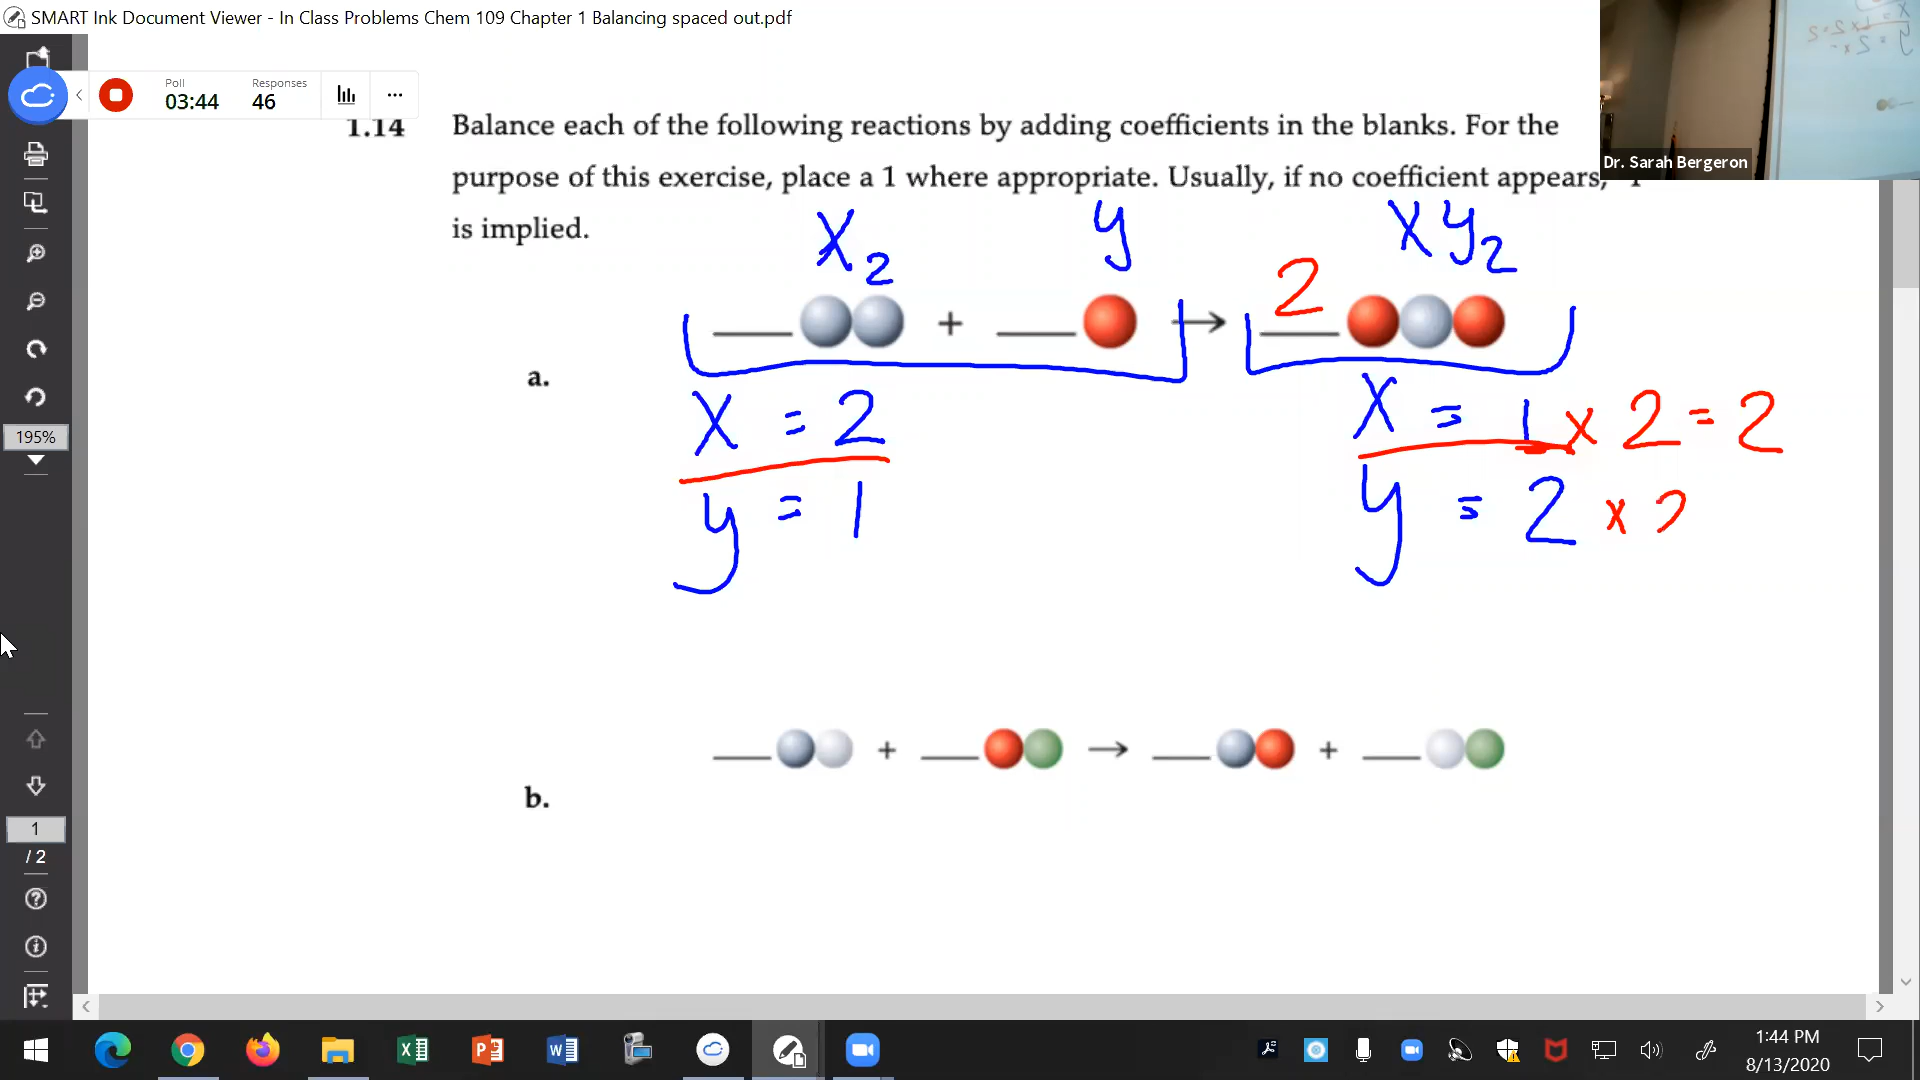 SMART Ink Document Viewer - In Class Problems Chem 109 Chapter 1 Balancing spaced out.pdf
Poll
03:44
Responses
46
...
1.14 Balance each of the following reactions by adding coefficients in the blanks. For the
purpose of this exercise, place a 1 where appropriate. Usually, if no coefficient appears,
is implied.
Dr. Sarah Bergeron
x2 y xy2
+ → 2
a.
x = 2
y = 1
x = 1 x 2 = 2
y = 2 x 2
+ → +
b.
195%
1
/ 2
1:44 PM
8/13/2020